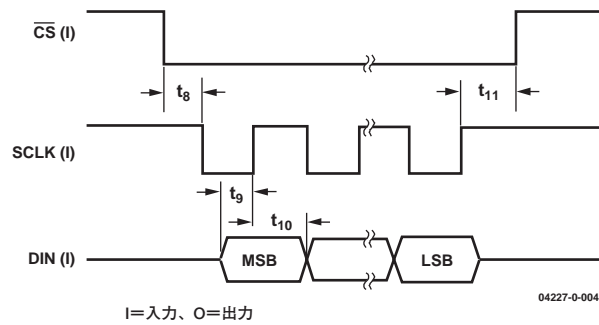 CS (I)
t8
t11
SCLK (I)
t9
t10
DIN (I)
MSB
LSB
04227-0-004
I=入力、O=出力